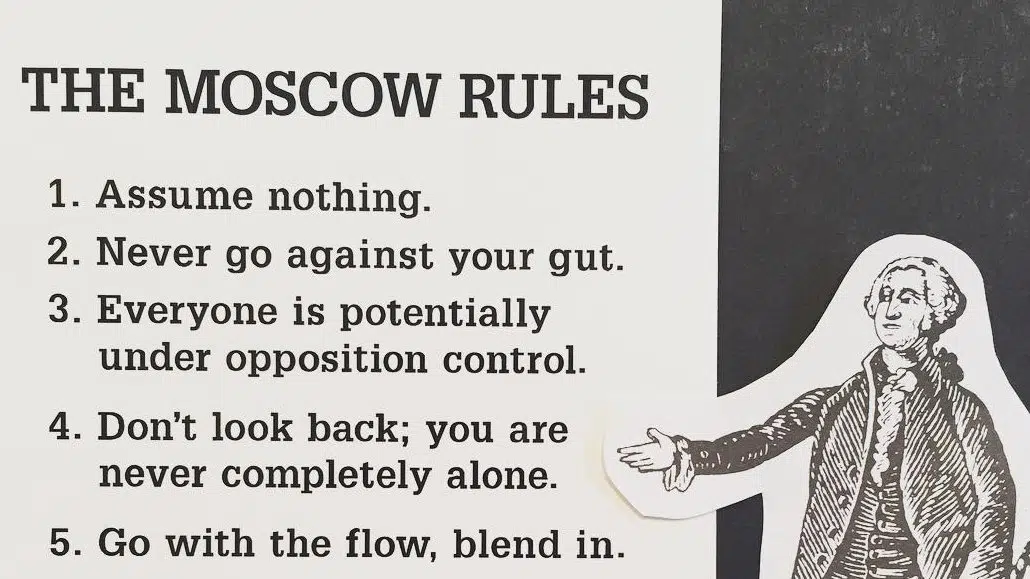 THE MOSCOW RULES
1. Assume nothing.
2. Never go against your gut.
3. Everyone is potentially
under opposition control.
4. Don't look back; you are
never completely alone.
5. Go with the flow, blend in.